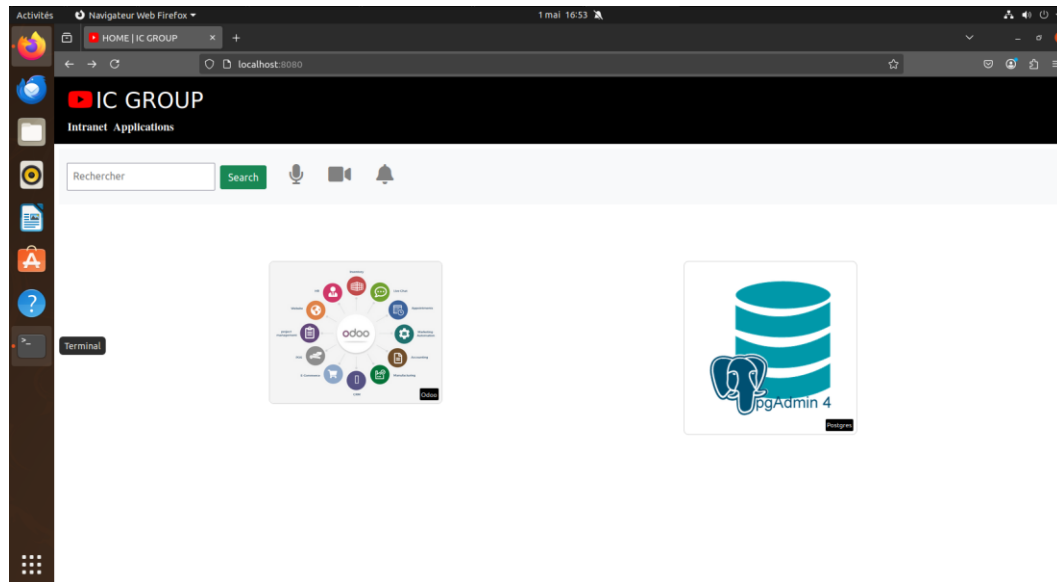 Activités
Navigateur Web Firefox
1 mai 16:53
HOME | IC GROUP
localhost:8080
IC GROUP
Intranet Applications
Rechercher
Search
Terminal
odoo
Odoo
pgAdmin 4
Postgres